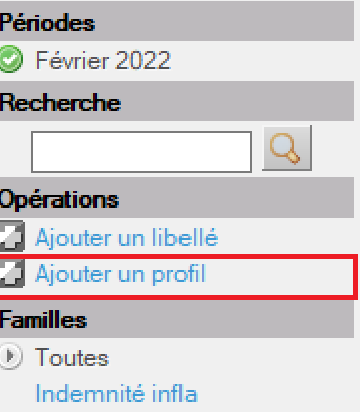 Périodes
Février 2022
Recherche
Opérations
Ajouter un libellé
Ajouter un profil
Familles
Toutes
Indemnité infla